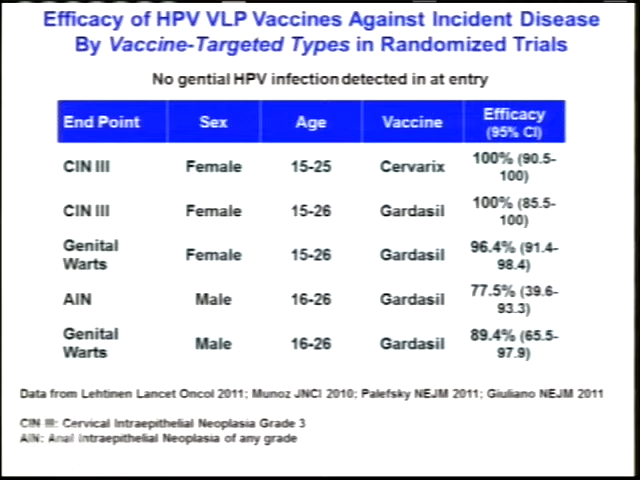 Efficacy of HPV VLP Vaccines Against Incident Disease
By Vaccine-Targeted Types in Randomized Trials
No gential HPV infection detected in at entry
End Point Sex Age Vaccine Efficacy (95% CI)
CIN III Female 15-25 Cervarix 100% (90.5-100)
CIN III Female 15-26 Gardasil 100% (85.5-100)
Genital Warts Female 15-26 Gardasil 96.4% (91.4-98.4)
AIN Male 16-26 Gardasil 77.5% (39.6-93.3)
Genital Warts Male 16-26 Gardasil 89.4% (65.5-97.9)
Data from Lehtinen Lancet Oncol 2011; Munoz JNCI 2010; Palefsky NEJM 2011; Giuliano NEJM 2011
CIN III: Cervical Intraepithelial Neoplasia Grade 3
AIN: Anal Intraepithelial Neoplasia of any grade